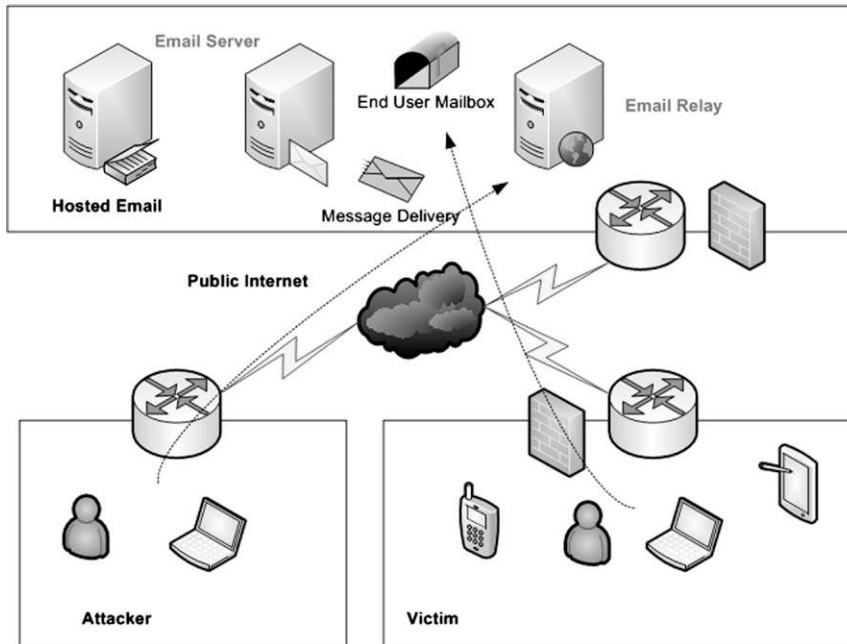 Email Server
End User Mailbox
Email Relay
Hosted Email
Message Delivery
Public Internet
Attacker
Victim